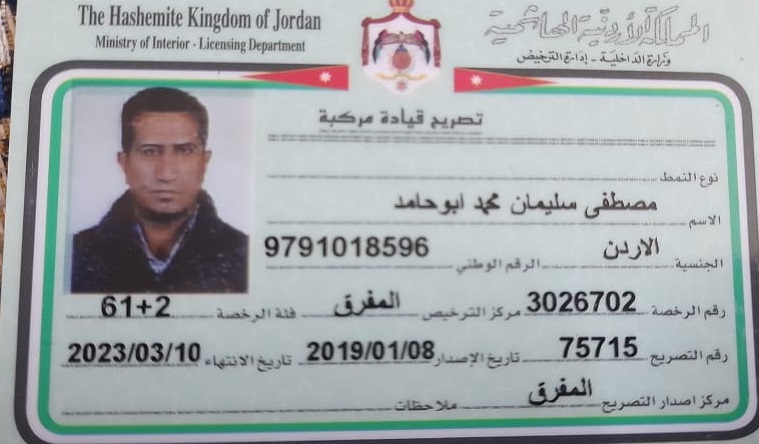 The Hashemite Kingdom of Jordan
Ministry of Interior - Licensing Department
المملكة الأردنية الهاشمية
وزارة الداخلية - إدارة الترخيص
تصريح قيادة مركبة
نوع النمط
الاسم مصطفى سليمان محمد ابوحامد
الجنسية الاردن الرقم الوطني 9791018596
رقم الرخصة 3026702 مركز الترخيص المفرق فئة الرخصة 61+2
رقم التصريح 75715 تاريخ الإصدار 2019/01/08 تاريخ الانتهاء 2023/03/10
مركز اصدار التصريح المفرق ملاحظات